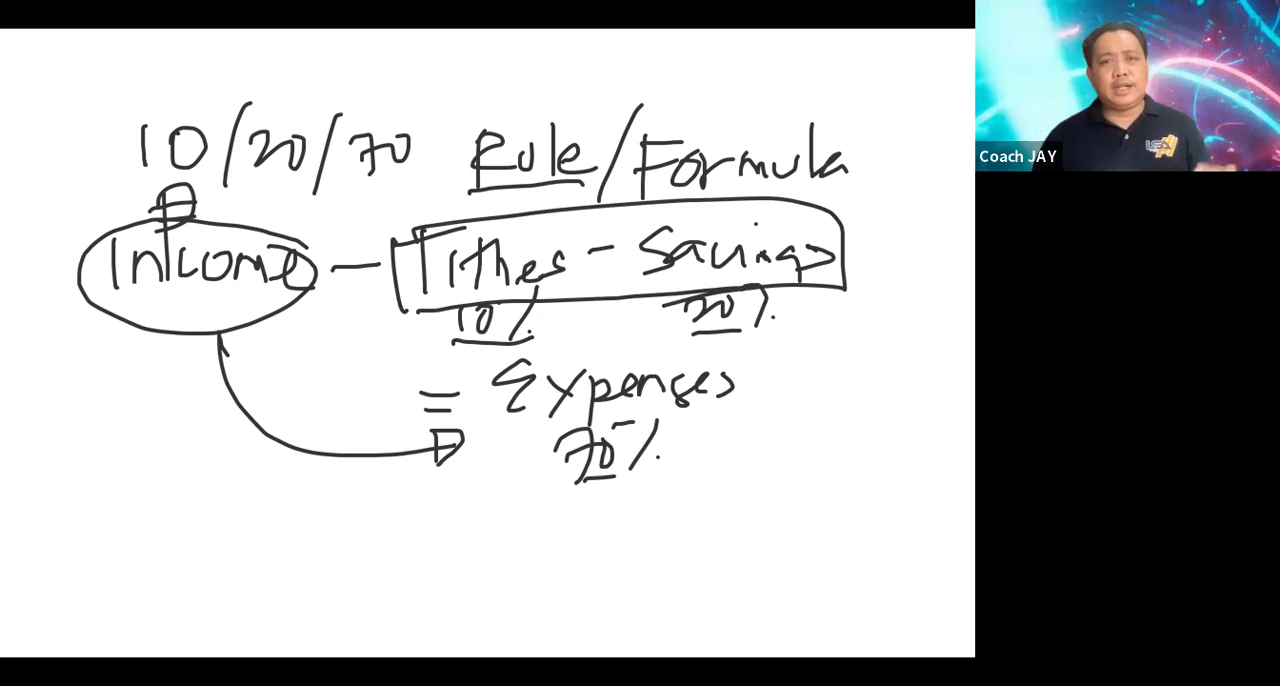 10/20/70 Rule/Formula
Income - Tithes - Savings
10% 20%
= Expenses
70%
Coach JAY